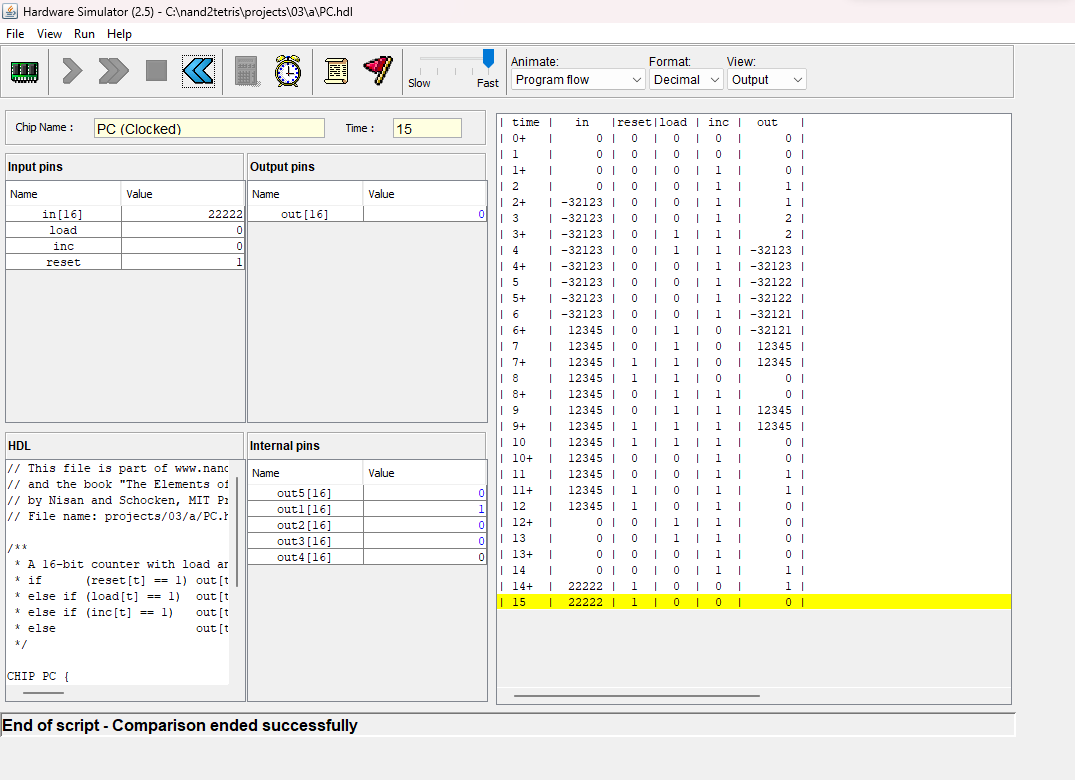 Hardware Simulator (2.5) - C:\nand2tetris\projects\03\a\PC.hdl
File View Run Help
Slow Fast
Animate: Format: View:
Program flow Decimal Output
Chip Name : PC (Clocked) Time : 15
Input pins
Name Value
in[16] 22222
load 0
inc 0
reset 1
Output pins
Name Value
out[16] 0
HDL
// This file is part of www.nand
// and the book "The Elements of
// by Nisan and Schocken, MIT Pr
// File name: projects/03/a/PC.h
/**
* A 16-bit counter with load an
* if (reset[t] == 1) out[t
* else if (load[t] == 1) out[t
* else if (inc[t] == 1) out[t
* else out[t
*/
CHIP PC {
Internal pins
Name Value
out5[16] 0
out1[16] 1
out2[16] 0
out3[16] 0
out4[16] 0
| time | in |reset|load | inc | out |
| 0+ | 0 | 0 | 0 | 0 | 0 |
| 1 | 0 | 0 | 0 | 0 | 0 |
| 1+ | 0 | 0 | 0 | 1 | 0 |
| 2 | 0 | 0 | 0 | 1 | 1 |
| 2+ | -32123 | 0 | 0 | 1 | 1 |
| 3 | -32123 | 0 | 0 | 1 | 2 |
| 3+ | -32123 | 0 | 1 | 1 | 2 |
| 4 | -32123 | 0 | 1 | 1 | -32123 |
| 4+ | -32123 | 0 | 0 | 1 | -32123 |
| 5 | -32123 | 0 | 0 | 1 | -32122 |
| 5+ | -32123 | 0 | 0 | 1 | -32122 |
| 6 | -32123 | 0 | 0 | 1 | -32121 |
| 6+ | 12345 | 0 | 1 | 0 | -32121 |
| 7 | 12345 | 0 | 1 | 0 | 12345 |
| 7+ | 12345 | 1 | 1 | 0 | 12345 |
| 8 | 12345 | 1 | 1 | 0 | 0 |
| 8+ | 12345 | 0 | 1 | 1 | 0 |
| 9 | 12345 | 0 | 1 | 1 | 12345 |
| 9+ | 12345 | 1 | 1 | 1 | 12345 |
| 10 | 12345 | 1 | 1 | 1 | 0 |
| 10+ | 12345 | 0 | 0 | 1 | 0 |
| 11 | 12345 | 0 | 0 | 1 | 1 |
| 11+ | 12345 | 1 | 0 | 1 | 1 |
| 12 | 12345 | 1 | 0 | 1 | 0 |
| 12+ | 0 | 0 | 1 | 1 | 0 |
| 13 | 0 | 0 | 1 | 1 | 0 |
| 13+ | 0 | 0 | 0 | 1 | 0 |
| 14 | 0 | 0 | 0 | 1 | 1 |
| 14+ | 22222 | 1 | 0 | 0 | 1 |
| 15 | 22222 | 1 | 0 | 0 | 0 |
End of script - Comparison ended successfully